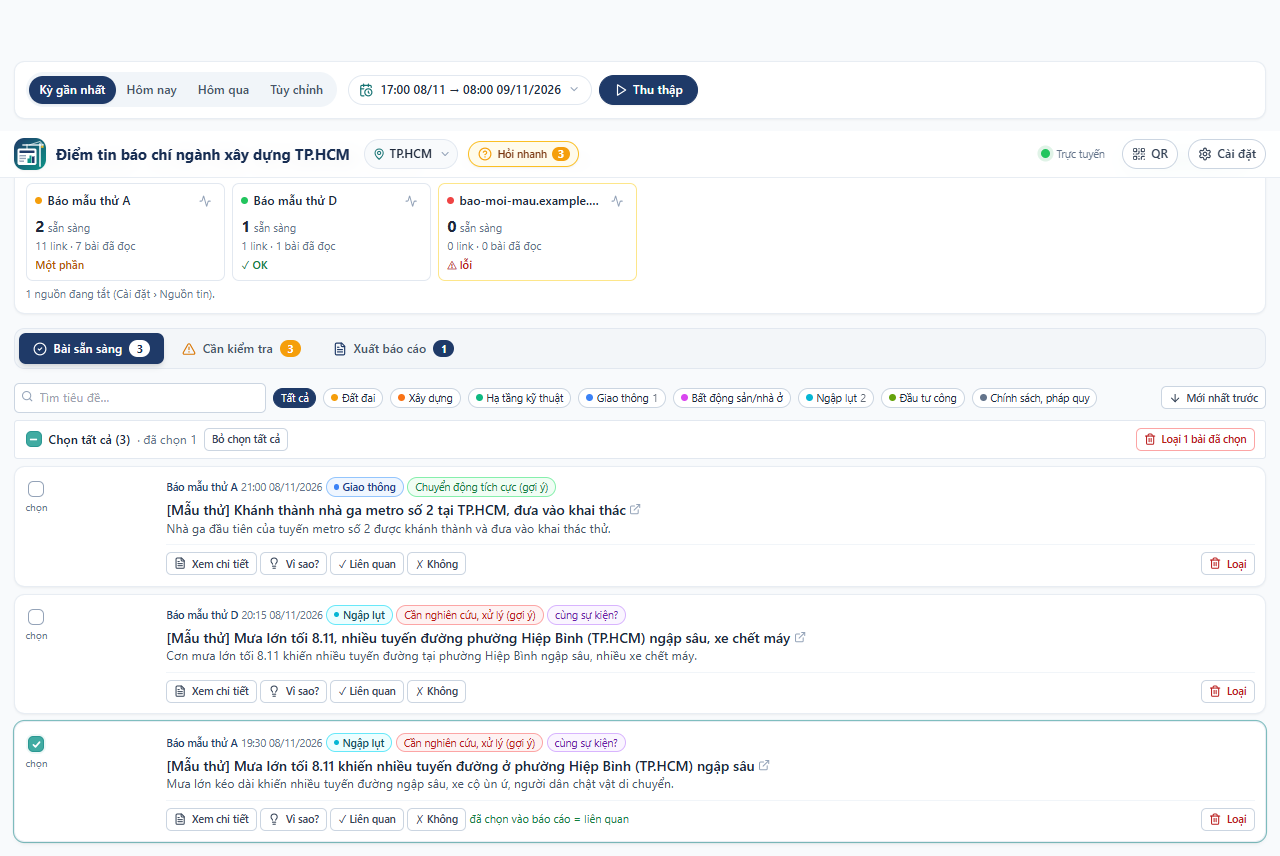 Kỳ gần nhất Hôm nay Hôm qua Tùy chỉnh 17:00 08/11 → 08:00 09/11/2026 Thu thập
Điểm tin báo chí ngành xây dựng TP.HCM TP.HCM Hỏi nhanh 3 Trực tuyến QR Cài đặt
Báo mẫu thử A Báo mẫu thử D bao-moi-mau.example....
2 sẵn sàng 1 sẵn sàng 0 sẵn sàng
11 link · 7 bài đã đọc 1 link · 1 bài đã đọc 0 link · 0 bài đã đọc
Một phần ✓ OK lỗi
1 nguồn đang tắt (Cài đặt › Nguồn tin).
Bài sẵn sàng 3 Cần kiểm tra 3 Xuất báo cáo 1
Tìm tiêu đề... Tất cả Đất đai Xây dựng Hạ tầng kỹ thuật Giao thông 1 Bất động sản/nhà ở Ngập lụt 2 Đầu tư công Chính sách, pháp quy ↓ Mới nhất trước
Chọn tất cả (3) · đã chọn 1 Bỏ chọn tất cả Loại 1 bài đã chọn
Báo mẫu thử A 21:00 08/11/2026 Giao thông Chuyển động tích cực (gợi ý)
chọn
[Mẫu thử] Khánh thành nhà ga metro số 2 tại TP.HCM, đưa vào khai thác
Nhà ga đầu tiên của tuyến metro số 2 được khánh thành và đưa vào khai thác thử.
Xem chi tiết Vì sao? ✓ Liên quan ✗ Không Loại
Báo mẫu thử D 20:15 08/11/2026 Ngập lụt Cần nghiên cứu, xử lý (gợi ý) cùng sự kiện?
chọn
[Mẫu thử] Mưa lớn tối 8.11, nhiều tuyến đường phường Hiệp Bình (TP.HCM) ngập sâu, xe chết máy
Cơn mưa lớn tối 8.11 khiến nhiều tuyến đường tại phường Hiệp Bình ngập sâu, nhiều xe chết máy.
Xem chi tiết Vì sao? ✓ Liên quan ✗ Không Loại
Báo mẫu thử A 19:30 08/11/2026 Ngập lụt Cần nghiên cứu, xử lý (gợi ý) cùng sự kiện?
chọn
[Mẫu thử] Mưa lớn tối 8.11 khiến nhiều tuyến đường ở phường Hiệp Bình (TP.HCM) ngập sâu
Mưa lớn kéo dài khiến nhiều tuyến đường ngập sâu, xe cộ ùn ứ, người dân chật vật di chuyển.
Xem chi tiết Vì sao? ✓ Liên quan ✗ Không đã chọn vào báo cáo = liên quan Loại